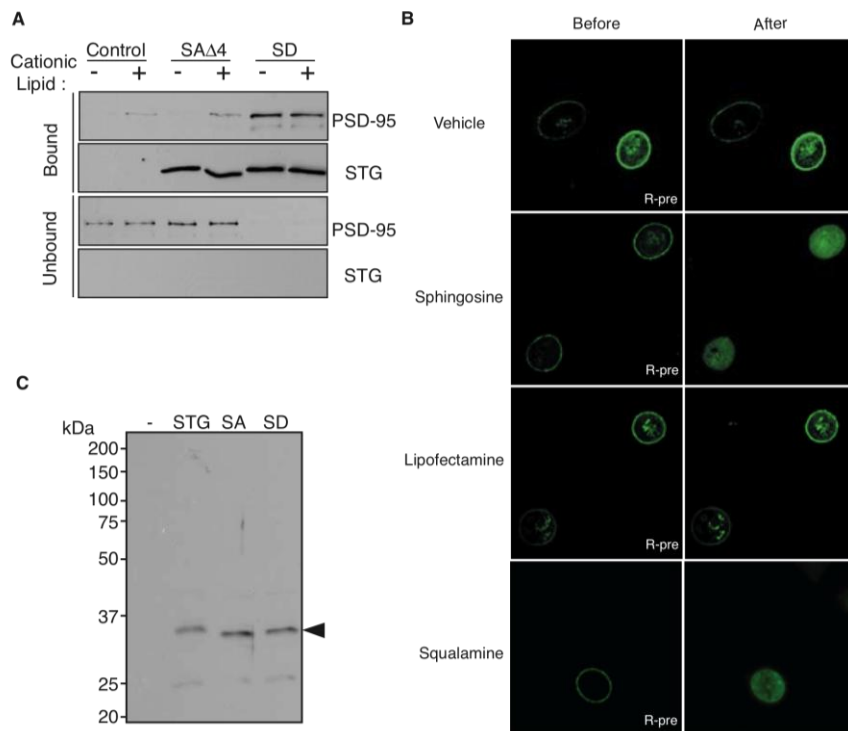 A
Control SAΔ4 SD
Cationic
Lipid : - + - + - +
Bound
PSD-95
STG
Unbound
PSD-95
STG
B
Before After
Vehicle
R-pre
Sphingosine
R-pre
Lipofectamine
R-pre
Squalamine
R-pre
C
kDa - STG SA SD
200
150
100
75
50
37
25
20